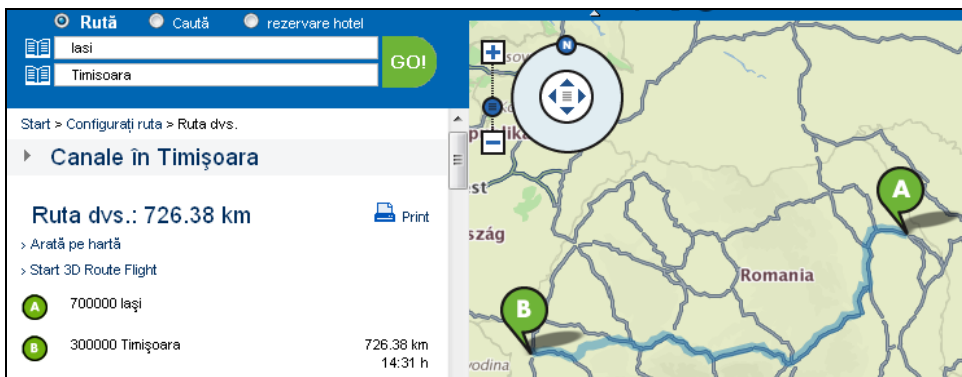 Rută Caută rezervare hotel
Iasi
GO!
Timisoara
Start > Configurați ruta > Ruta dvs.
Canale în Timişoara
Ruta dvs.: 726.38 km
Print
› Arată pe hartă
› Start 3D Route Flight
A 700000 Iaşi
B 300000 Timişoara 726.38 km
14:31 h
N
A
szág
Romania
B